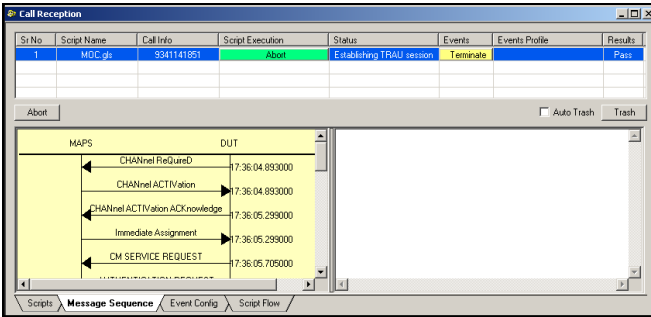 Call Reception
Sr No Script Name Call Info Script Execution Status Events Events Profile Results
1 MOC.gls 9341141851 Abort Establishing TRAU session Terminate Pass
Abort Auto Trash Trash
MAPS DUT
CHANnel ReQuireD 17:36:04.893000
CHANnel ACTIVation 17:36:04.893000
CHANnel ACTIVation ACKnowledge 17:36:05.299000
Immediate Assignment 17:36:05.299000
CM SERVICE REQUEST 17:36:05.705000
AUTHENTICATION REQUEST
Scripts Message Sequence Event Config Script Flow